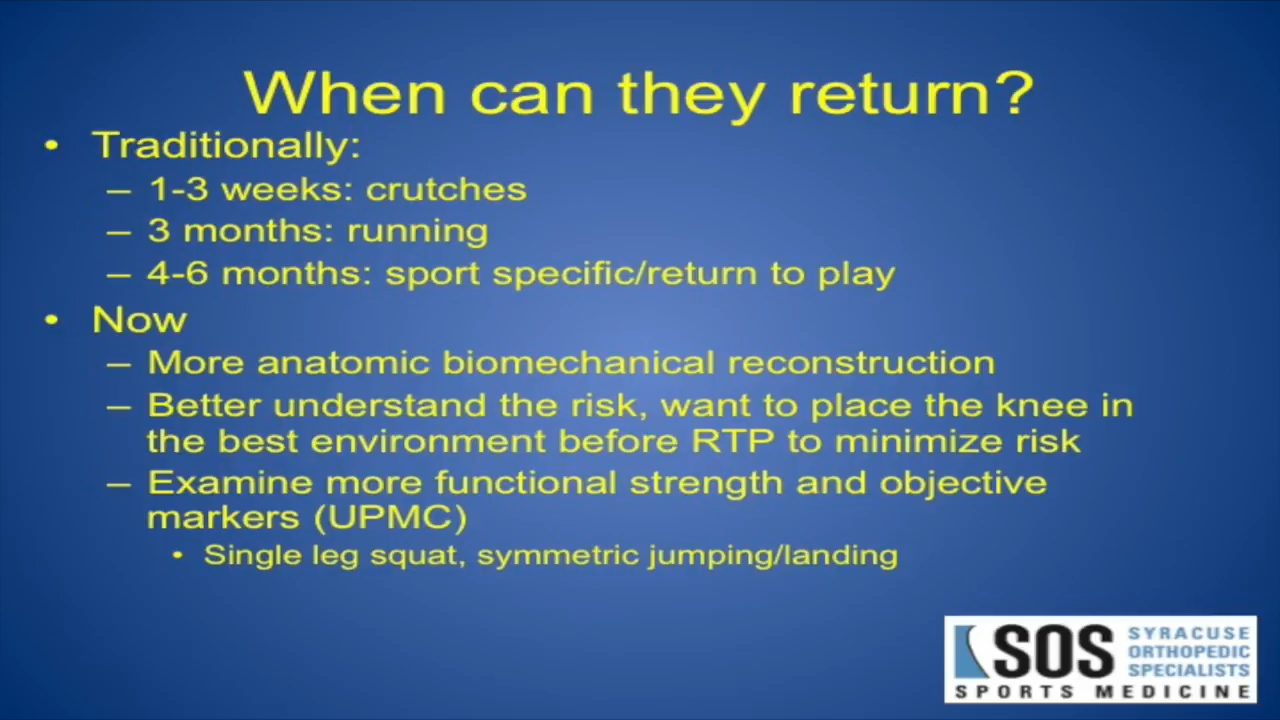 When can they return?
• Traditionally:
– 1-3 weeks: crutches
– 3 months: running
– 4-6 months: sport specific/return to play
• Now
– More anatomic biomechanical reconstruction
– Better understand the risk, want to place the knee in
the best environment before RTP to minimize risk
– Examine more functional strength and objective
markers (UPMC)
• Single leg squat, symmetric jumping/landing
SOS
SYRACUSE
ORTHOPEDIC
SPECIALISTS
SPORTS MEDICINE